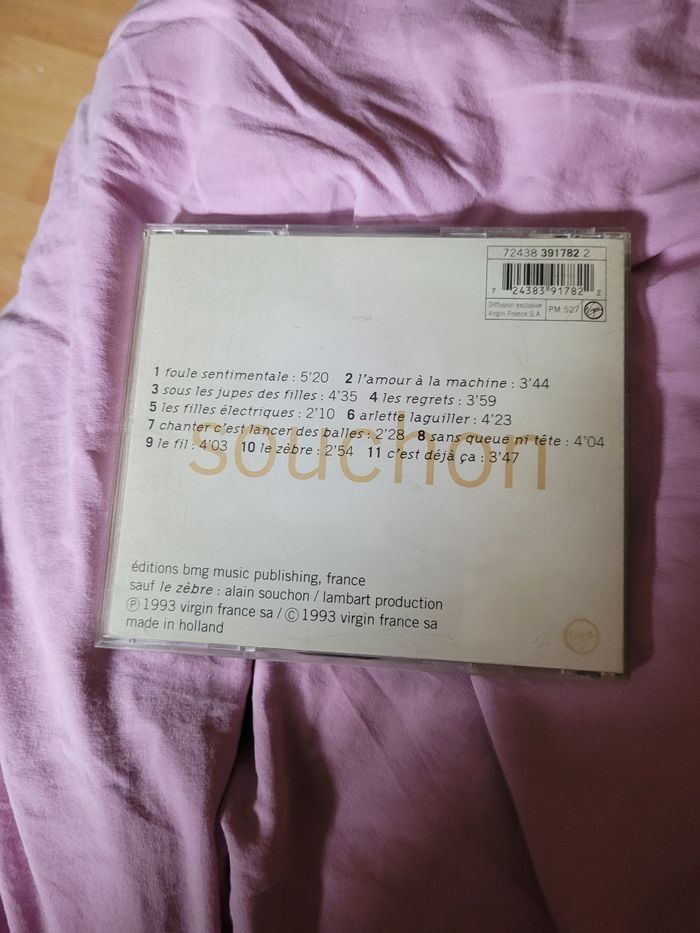 72438 391782 2
7 24383 91782 2
Diffusion exclusive
Virgin France S.A.
PM 527
Virgin
1 foule sentimentale : 5'20 2 l'amour à la machine : 3'44
3 sous les jupes des filles : 4'35 4 les regrets : 3'59
5 les filles électriques : 2'10 6 arlette laguiller : 4'23
7 chanter c'est lancer des balles : 2'28 8 sans queue ni tête : 4'04
9 le fil : 4'03 10 le zèbre : 2'54 11 c'est déjà ça : 3'47
souchon
éditions bmg music publishing, france
sauf le zèbre : alain souchon / lambart production
Ⓟ 1993 virgin france sa / © 1993 virgin france sa
made in holland
Virgin